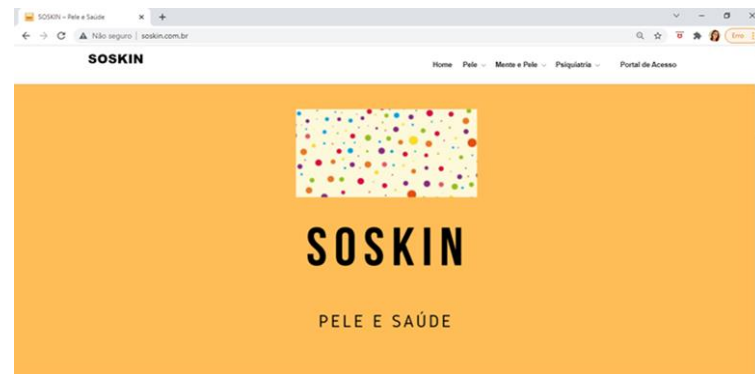 SOSKIN – Pele e Saúde
Não seguro | soskin.com.br
Erro
SOSKIN
Home Pele Mente e Pele Psiquiatria Portal de Acesso
SOSKIN
PELE E SAÚDE